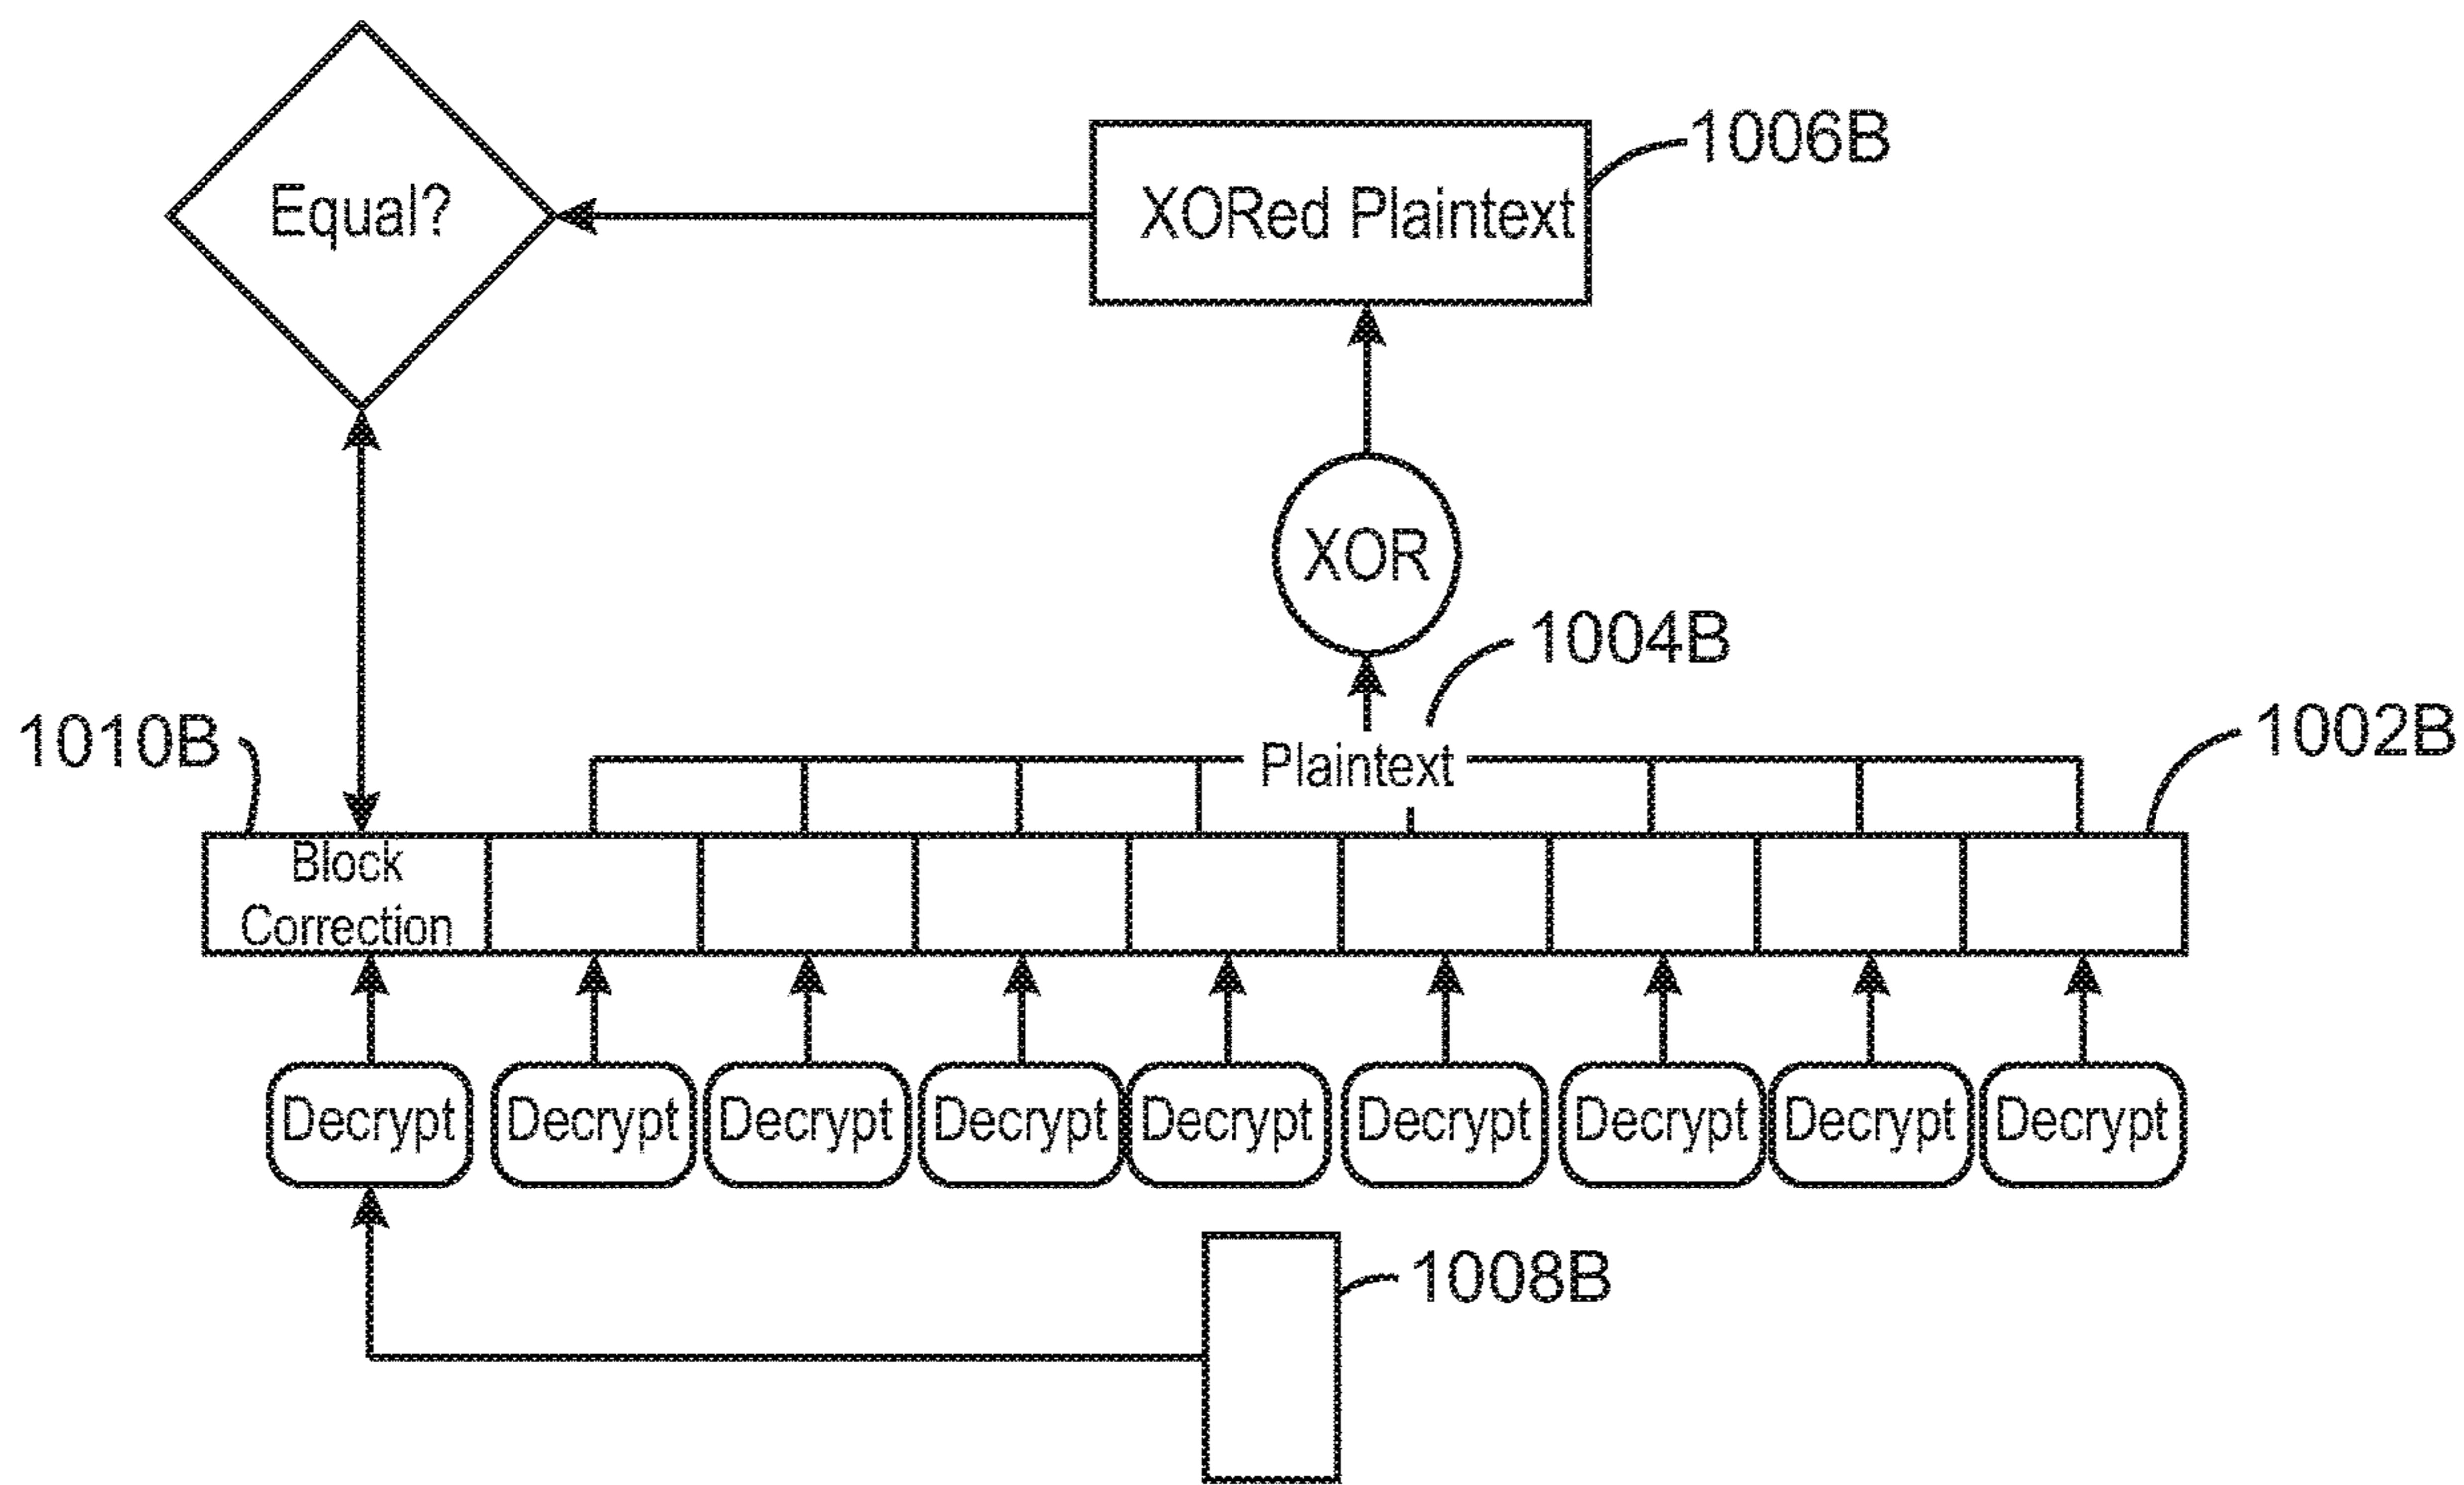 1006B
Equal?
XORed Plaintext
XOR
1004B
1010B
Plaintext
1002B
Block
Correction
Decrypt Decrypt Decrypt Decrypt Decrypt Decrypt Decrypt Decrypt Decrypt
1008B